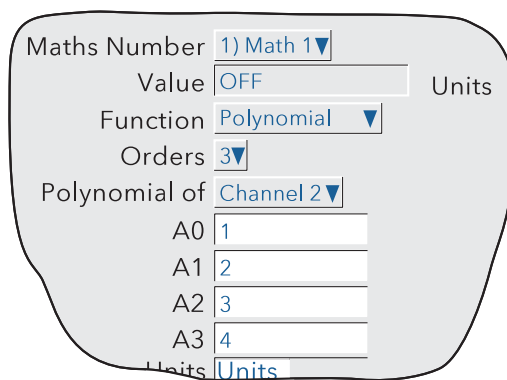 Maths Number 1) Math 1
Value OFF Units
Function Polynomial
Orders 3
Polynomial of Channel 2
A0 1
A1 2
A2 3
A3 4
Units Units